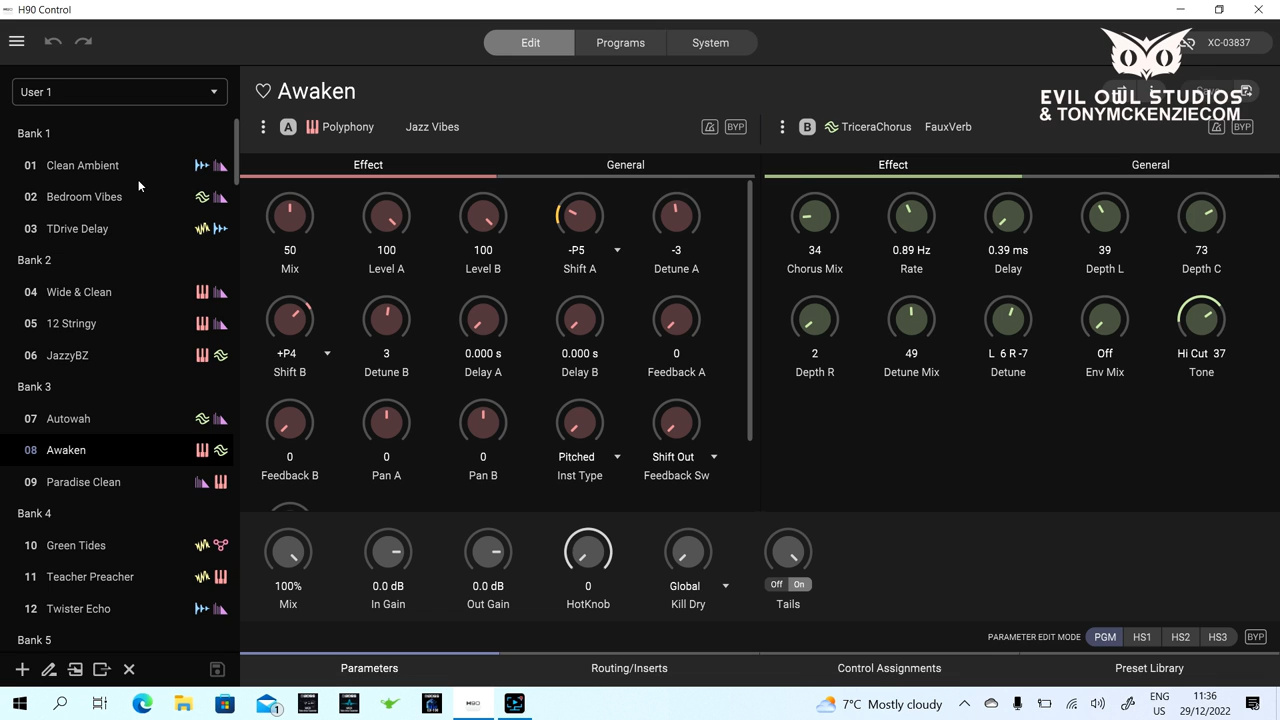 H90 Control
Edit
Programs
System
XC-03837
EVIL OWL STUDIOS
& TONYMCKENZIECOM
User 1
Awaken
A Polyphony Jazz Vibes BYP
B TriceraChorus FauxVerb BYP
Effect General
Effect General
Bank 1
01 Clean Ambient
02 Bedroom Vibes
03 TDrive Delay
Bank 2
04 Wide & Clean
05 12 Stringy
06 JazzyBZ
Bank 3
07 Autowah
08 Awaken
09 Paradise Clean
Bank 4
10 Green Tides
11 Teacher Preacher
12 Twister Echo
Bank 5
50 100 100 -P5 -3
Mix Level A Level B Shift A Detune A
+P4 3 0.000 s 0.000 s 0
Shift B Detune B Delay A Delay B Feedback A
0 0 0 Pitched Shift Out
Feedback B Pan A Pan B Inst Type Feedback Sw
34 0.89 Hz 0.39 ms 39 73
Chorus Mix Rate Delay Depth L Depth C
2 49 L 6 R -7 Off Hi Cut 37
Depth R Detune Mix Detune Env Mix Tone
100% 0.0 dB 0.0 dB 0 Global Off On
Mix In Gain Out Gain HotKnob Kill Dry Tails
PARAMETER EDIT MODE PGM HS1 HS2 HS3 BYP
Parameters Routing/Inserts Control Assignments Preset Library
1
H90
7°C Mostly cloudy
ENG
US
11:36
29/12/2022